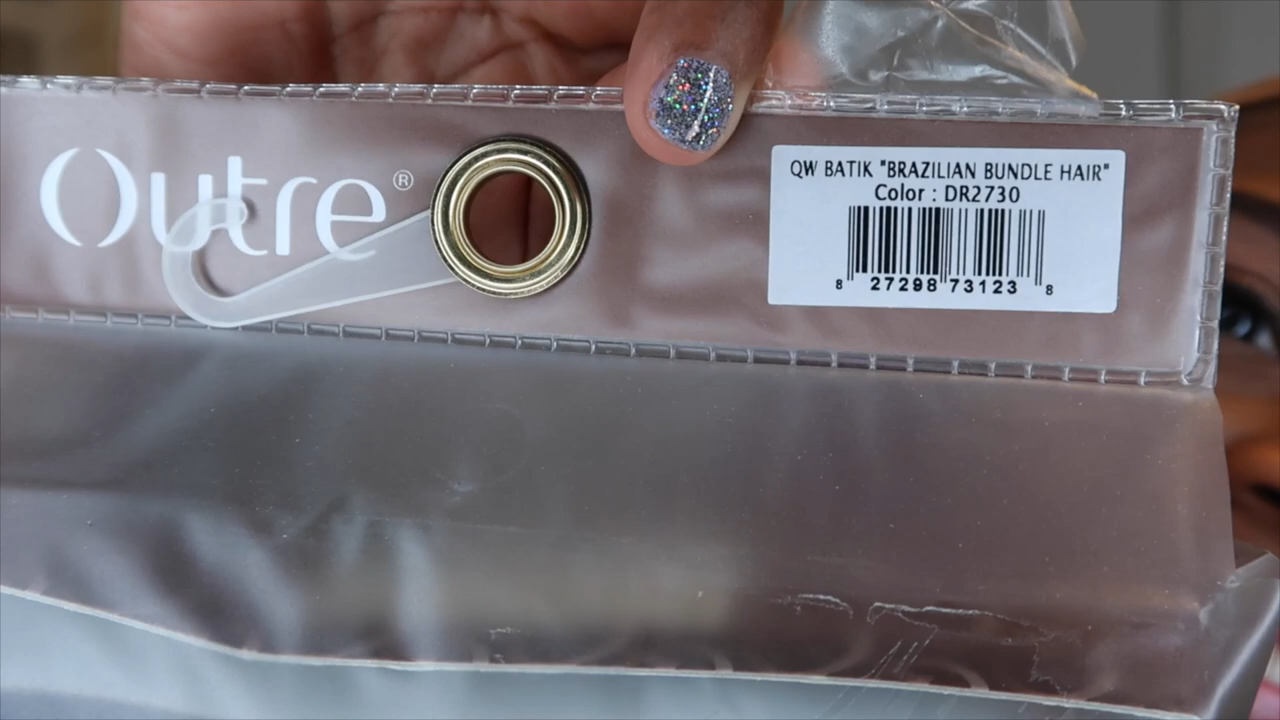 Outre®
QW BATIK "BRAZILIAN BUNDLE HAIR"
Color : DR2730
8 27298 73123 8